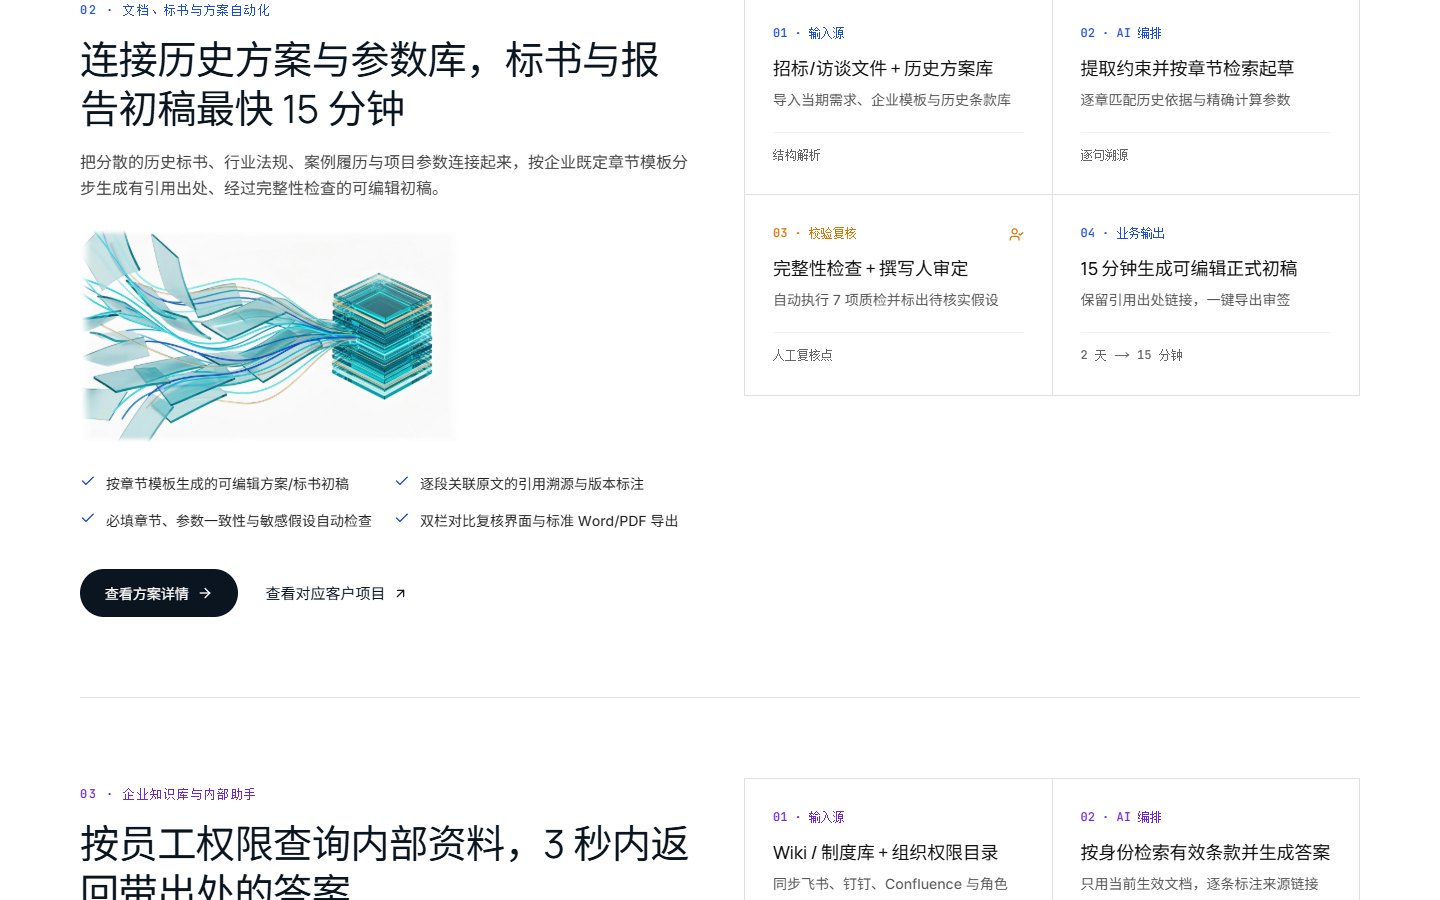 02 · 文档、标书与方案自动化
连接历史方案与参数库，标书与报
告初稿最快 15 分钟
把分散的历史标书、行业法规、案例履历与项目参数连接起来，按企业既定章节模板分
步生成有引用出处、经过完整性检查的可编辑初稿。
按章节模板生成的可编辑方案/标书初稿
逐段关联原文的引用溯源与版本标注
必填章节、参数一致性与敏感假设自动检查
双栏对比复核界面与标准 Word/PDF 导出
查看方案详情 →
查看对应客户项目 ↗
01 · 输入源
招标/访谈文件 + 历史方案库
导入当期需求、企业模板与历史条款库
结构解析
02 · AI 编排
提取约束并按章节检索起草
逐章匹配历史依据与精确计算参数
逐句溯源
03 · 校验复核
完整性检查 + 撰写人审定
自动执行 7 项质检并标出待核实假设
人工复核点
04 · 业务输出
15 分钟生成可编辑正式初稿
保留引用出处链接，一键导出审签
2 天 → 15 分钟
03 · 企业知识库与内部助手
按员工权限查询内部资料，3 秒内返
回带出处的答案
01 · 输入源
Wiki / 制度库 + 组织权限目录
同步飞书、钉钉、Confluence 与角色
02 · AI 编排
按身份检索有效条款并生成答案
只用当前生效文档，逐条标注来源链接